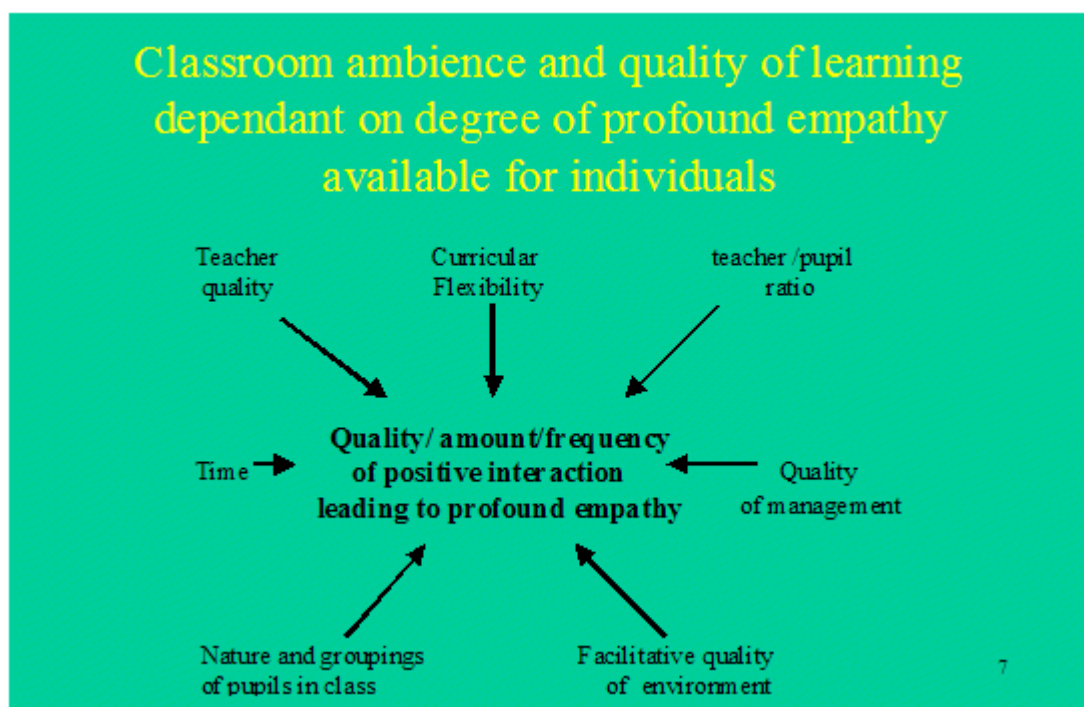 Classroom ambience and quality of learning
dependant on degree of profound empathy
available for individuals
Teacher
quality
Curricular
Flexibility
teacher /pupil
ratio
Quality/ amount/frequency
of positive interaction
leading to profound empathy
Time
Quality
of management
Nature and groupings
of pupils in class
Facilitative quality
of environment
7